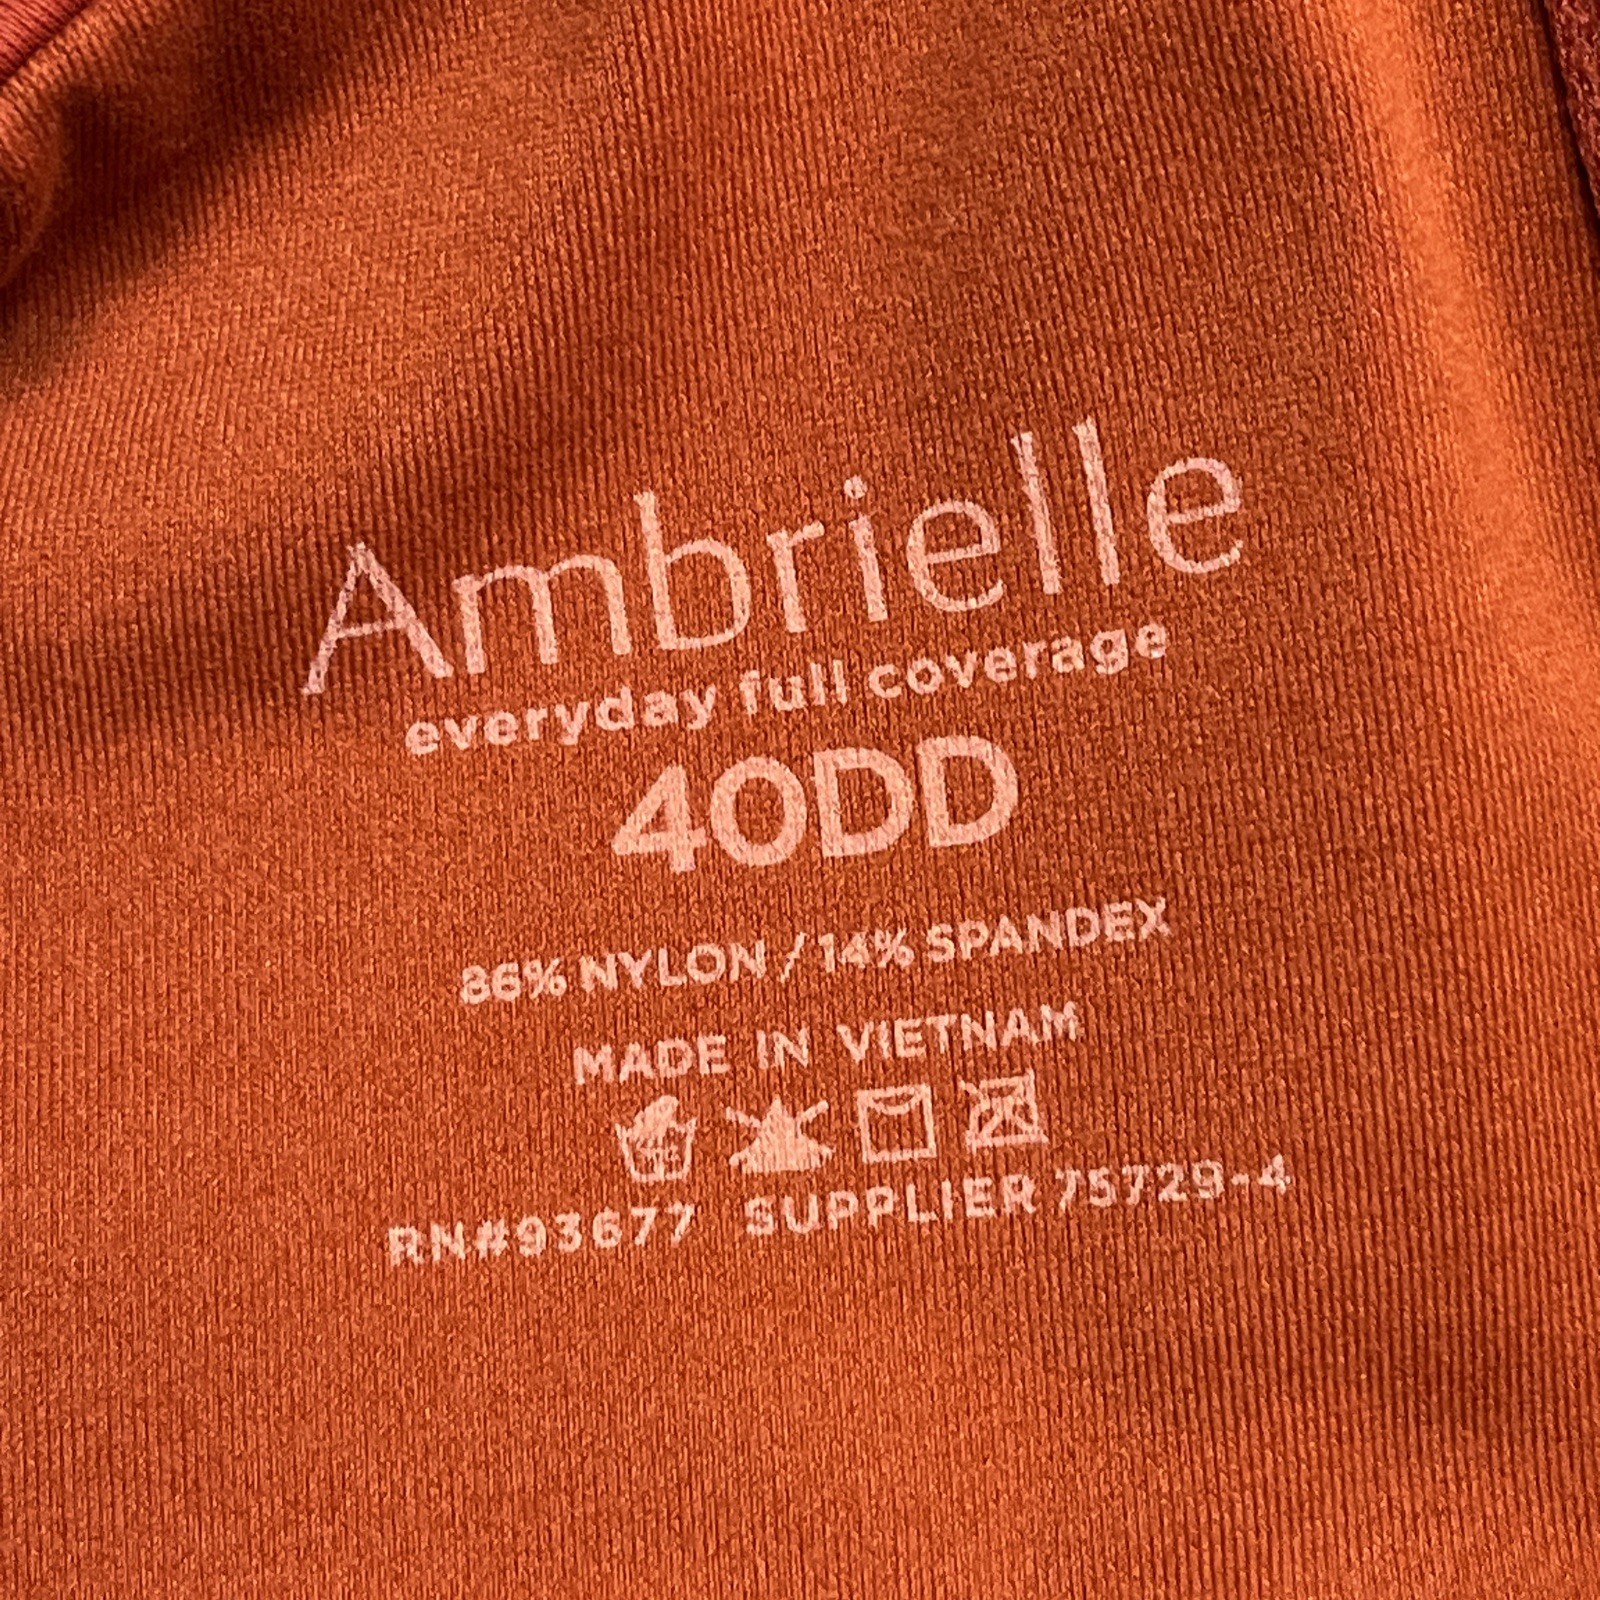 Ambrielle
everyday full coverage
40DD
86% NYLON / 14% SPANDEX
MADE IN VIETNAM
RN#93677 SUPPLIER 75729-4